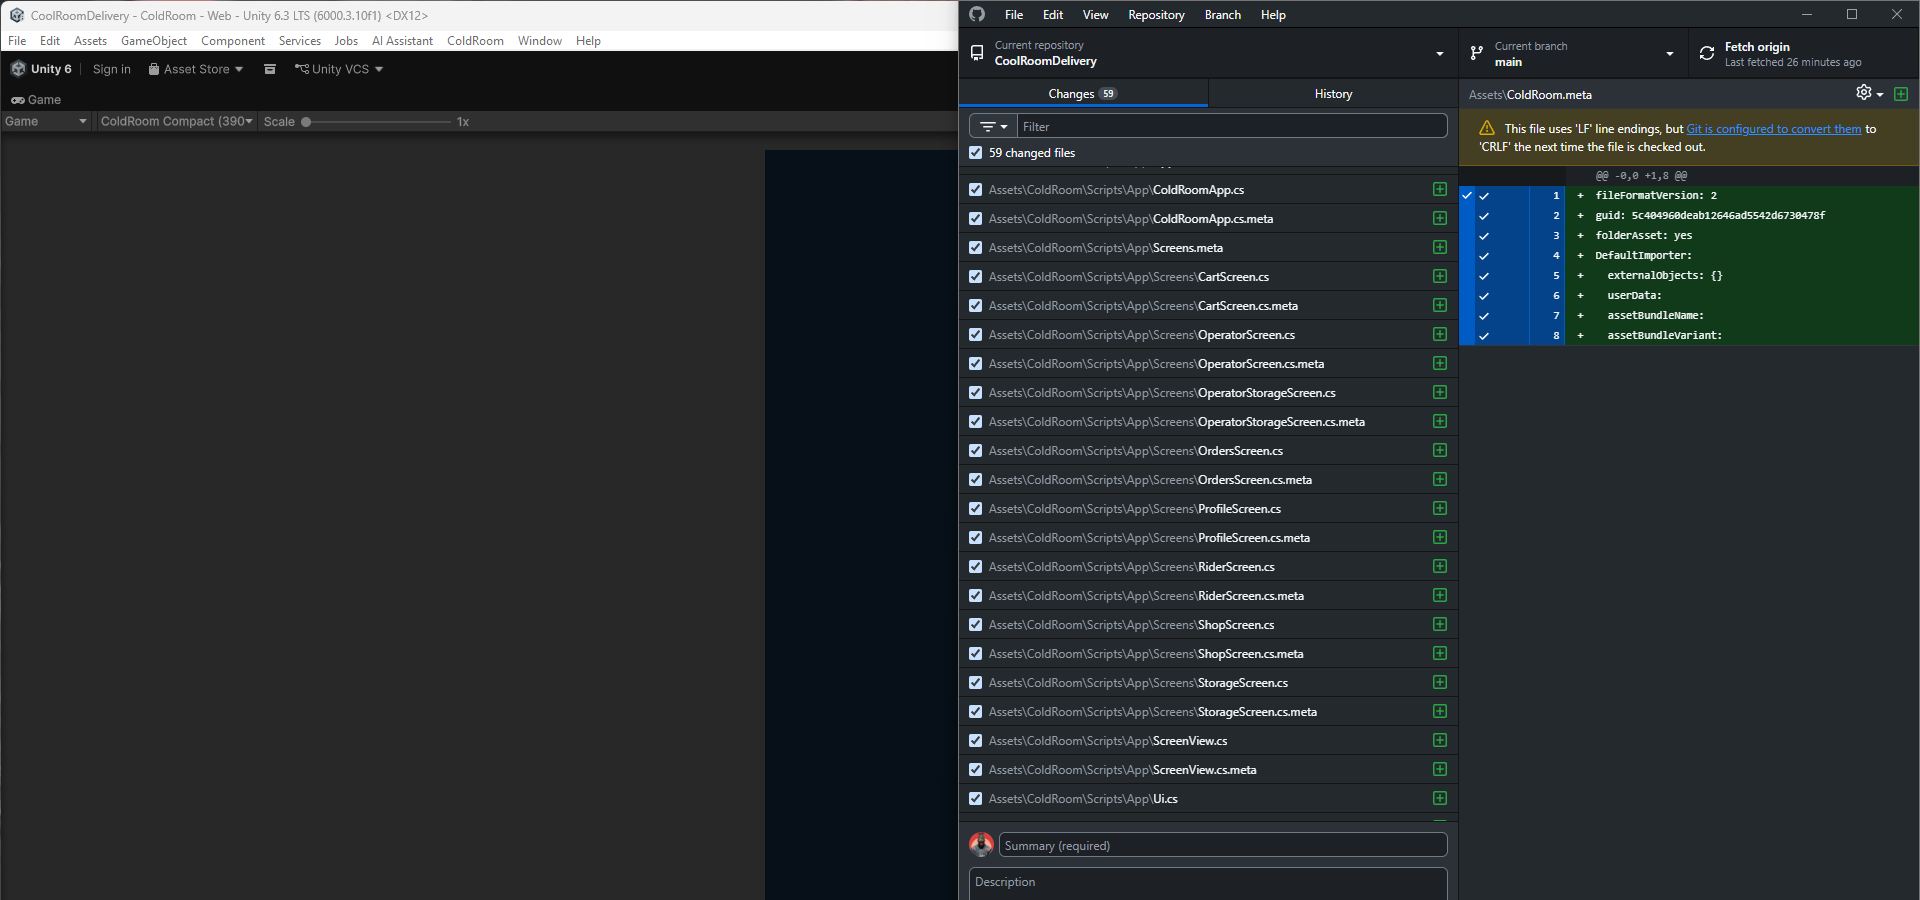 CoolRoomDelivery - ColdRoom - Web - Unity 6.3 LTS (6000.3.10f1) <DX12>
File Edit Assets GameObject Component Services Jobs AI Assistant ColdRoom Window Help
Unity 6 Sign in Asset Store Unity VCS
Game
Game ColdRoom Compact (390 Scale 1x
File Edit View Repository Branch Help
Current repository
CoolRoomDelivery
Current branch
main
Fetch origin
Last fetched 26 minutes ago
Changes 59 History
Filter
59 changed files
Assets\ColdRoom\Scripts\App\ColdRoomApp.cs
Assets\ColdRoom\Scripts\App\ColdRoomApp.cs.meta
Assets\ColdRoom\Scripts\App\Screens.meta
Assets\ColdRoom\Scripts\App\Screens\CartScreen.cs
Assets\ColdRoom\Scripts\App\Screens\CartScreen.cs.meta
Assets\ColdRoom\Scripts\App\Screens\OperatorScreen.cs
Assets\ColdRoom\Scripts\App\Screens\OperatorScreen.cs.meta
Assets\ColdRoom\Scripts\App\Screens\OperatorStorageScreen.cs
Assets\ColdRoom\Scripts\App\Screens\OperatorStorageScreen.cs.meta
Assets\ColdRoom\Scripts\App\Screens\OrdersScreen.cs
Assets\ColdRoom\Scripts\App\Screens\OrdersScreen.cs.meta
Assets\ColdRoom\Scripts\App\Screens\ProfileScreen.cs
Assets\ColdRoom\Scripts\App\Screens\ProfileScreen.cs.meta
Assets\ColdRoom\Scripts\App\Screens\RiderScreen.cs
Assets\ColdRoom\Scripts\App\Screens\RiderScreen.cs.meta
Assets\ColdRoom\Scripts\App\Screens\ShopScreen.cs
Assets\ColdRoom\Scripts\App\Screens\ShopScreen.cs.meta
Assets\ColdRoom\Scripts\App\Screens\StorageScreen.cs
Assets\ColdRoom\Scripts\App\Screens\StorageScreen.cs.meta
Assets\ColdRoom\Scripts\App\ScreenView.cs
Assets\ColdRoom\Scripts\App\ScreenView.cs.meta
Assets\ColdRoom\Scripts\App\Ui.cs
Summary (required)
Description
Assets\ColdRoom.meta
This file uses 'LF' line endings, but Git is configured to convert them to
'CRLF' the next time the file is checked out.
@@ -0,0 +1,8 @@
1 + fileFormatVersion: 2
2 + guid: 5c404960deab12646ad5542d6730478f
3 + folderAsset: yes
4 + DefaultImporter:
5 + externalObjects: {}
6 + userData:
7 + assetBundleName:
8 + assetBundleVariant: